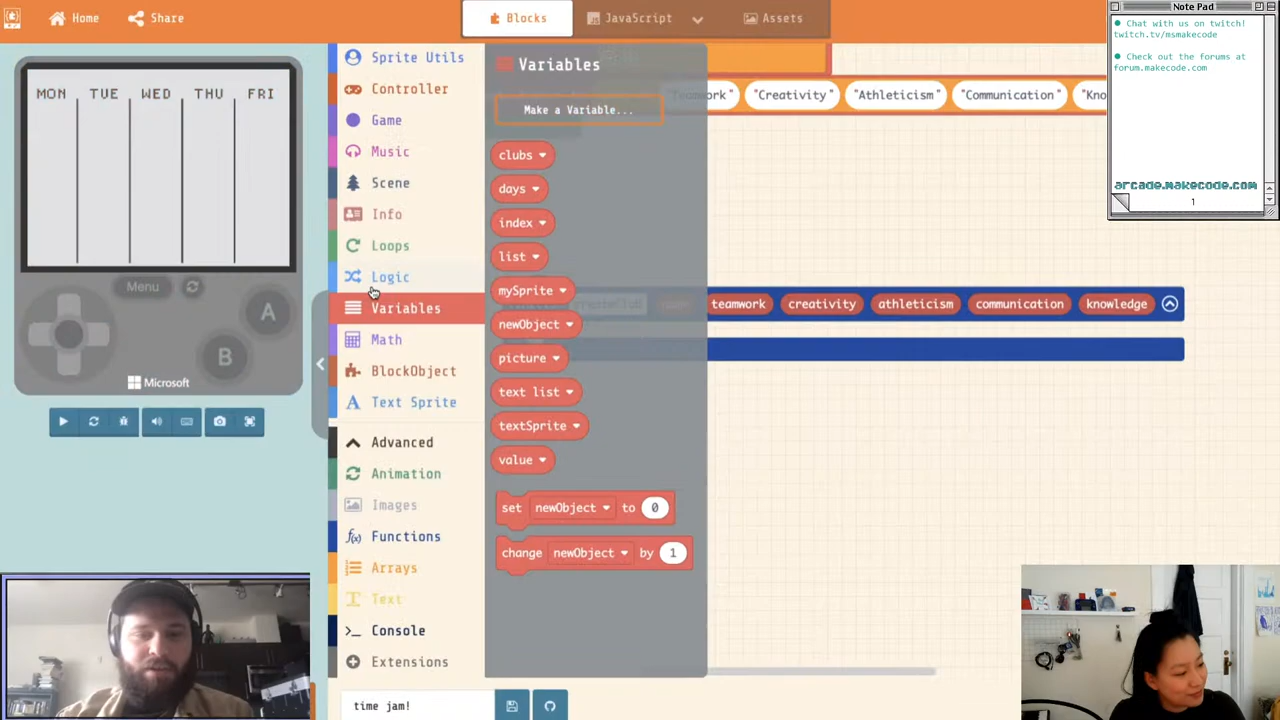 Home
Share
Blocks
JavaScript
Assets
MON TUE WED THU FRI
Menu
A
B
Microsoft
Sprite Utils
Controller
Game
Music
Scene
Info
Loops
Logic
Variables
Math
BlockObject
Text Sprite
Advanced
Animation
Images
Functions
Arrays
Text
Console
Extensions
time jam!
Variables
Make a Variable...
clubs
days
index
list
mySprite
newObject
picture
text list
textSprite
value
set newObject to 0
change newObject by 1
"Creativity" "Athleticism" "Communication"
teamwork creativity athleticism communication knowledge
Note Pad
Chat with us on twitch!
twitch.tv/msmakecode
Check out the forums at
forum.makecode.com
arcade.makecode.com
1